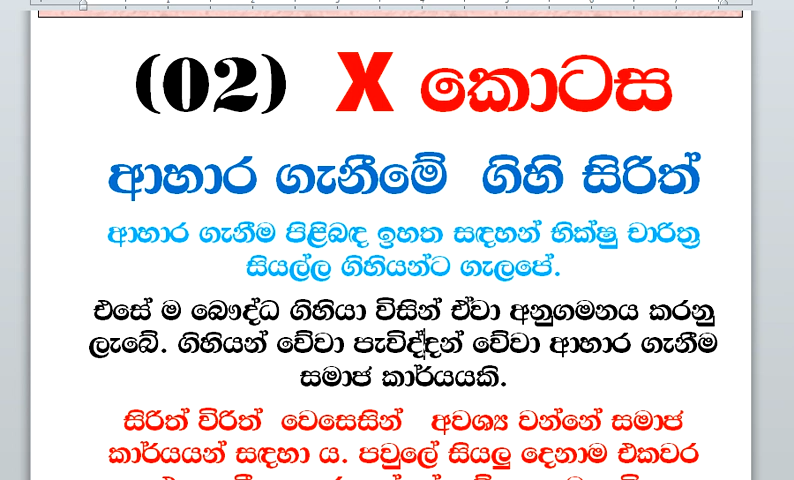 (02) X කොටස
ආහාර ගැනීමේ ගිහි සිරිත්
ආහාර ගැනීම පිළිබඳ ඉහත සඳහන් භික්ෂු චාරිත්‍ර
සියල්ල ගිහියන්ට ගැලපේ.
එසේ ම බෞද්ධ ගිහියා විසින් ඒවා අනුගමනය කරනු
ලැබේ. ගිහියන් වේවා පැවිද්දන් වේවා ආහාර ගැනීම
සමාජ කාර්යයකි.
සිරිත් විරිත් වෙසෙසින් අවශ්‍ය වන්නේ සමාජ
කාර්යයන් සඳහා ය. පවුලේ සියලු දෙනාම එකවර